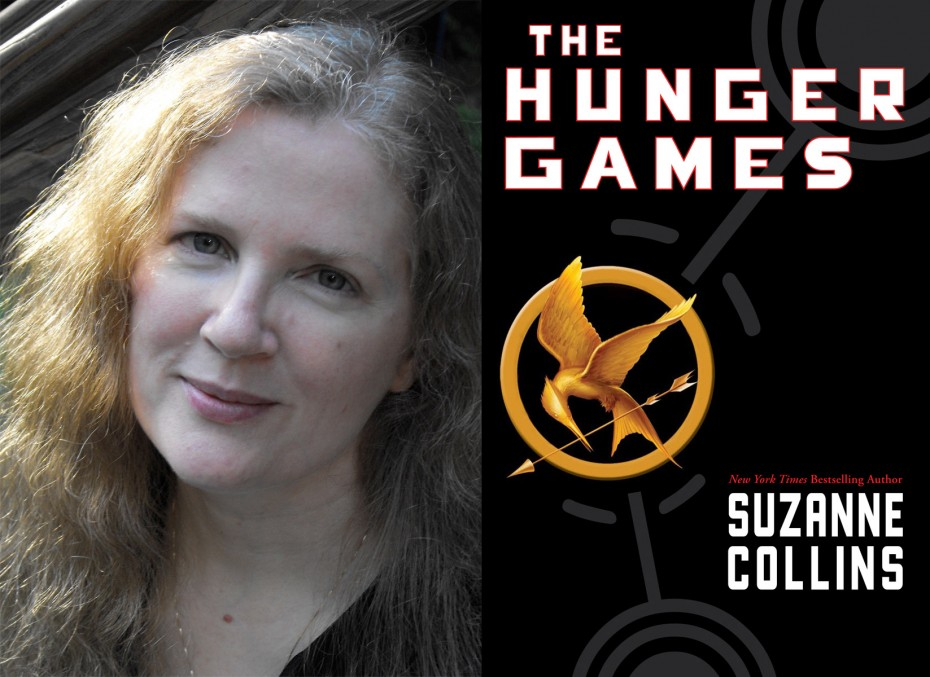 THE
HUNGER
GAMES
New York Times Bestselling Author
SUZANNE
COLLINS